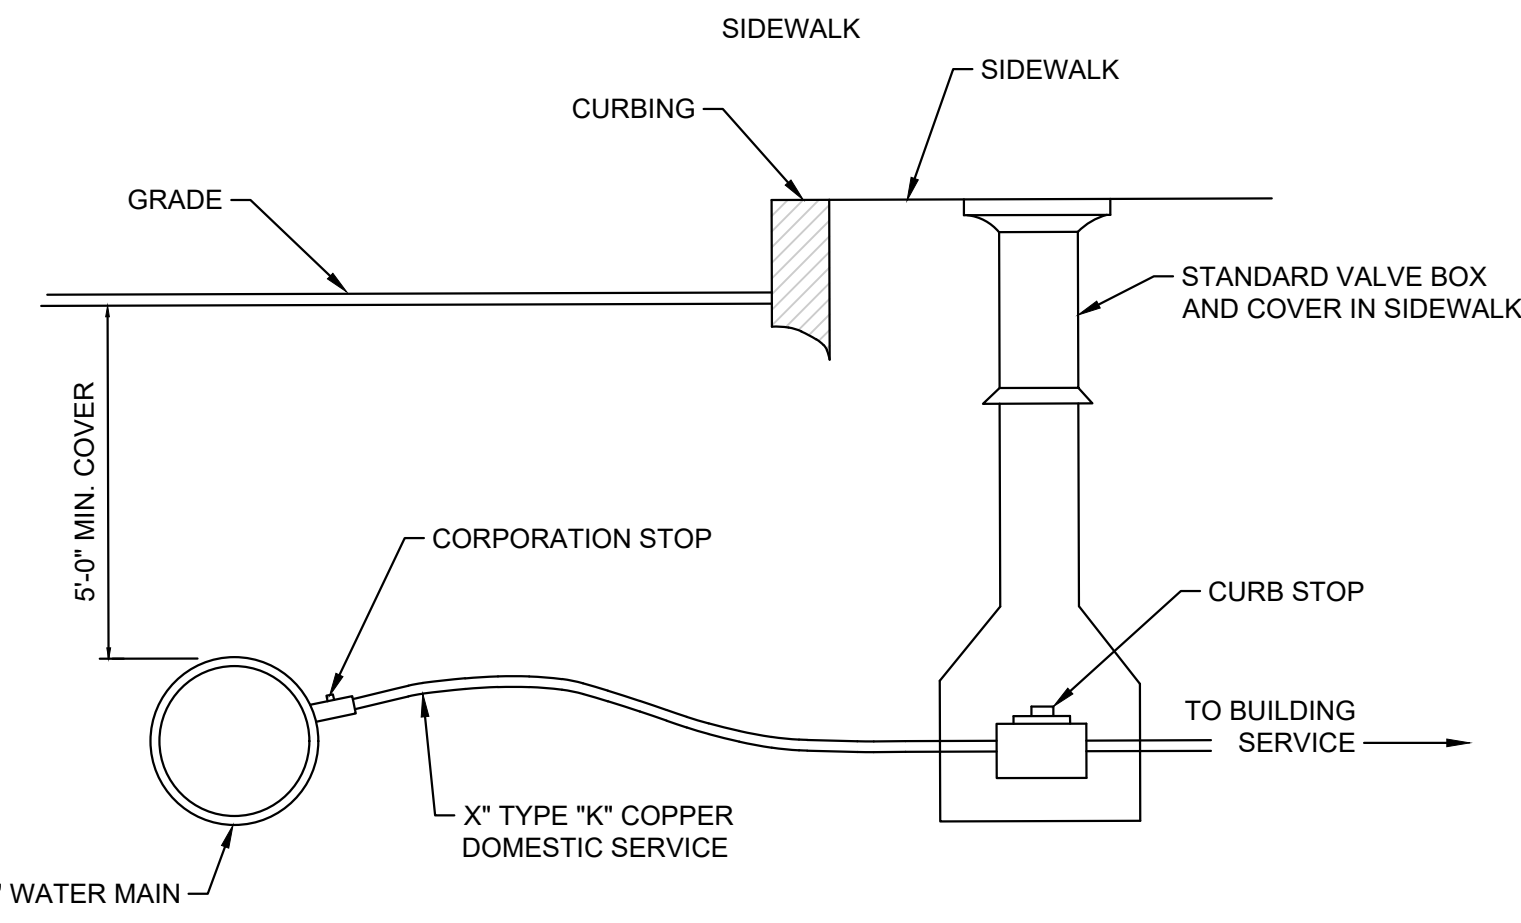 SIDEWALK
SIDEWALK
CURBING
GRADE
STANDARD VALVE BOX
AND COVER IN SIDEWALK
5'-0" MIN. COVER
CORPORATION STOP
CURB STOP
TO BUILDING
SERVICE
X" TYPE "K" COPPER
DOMESTIC SERVICE
" WATER MAIN